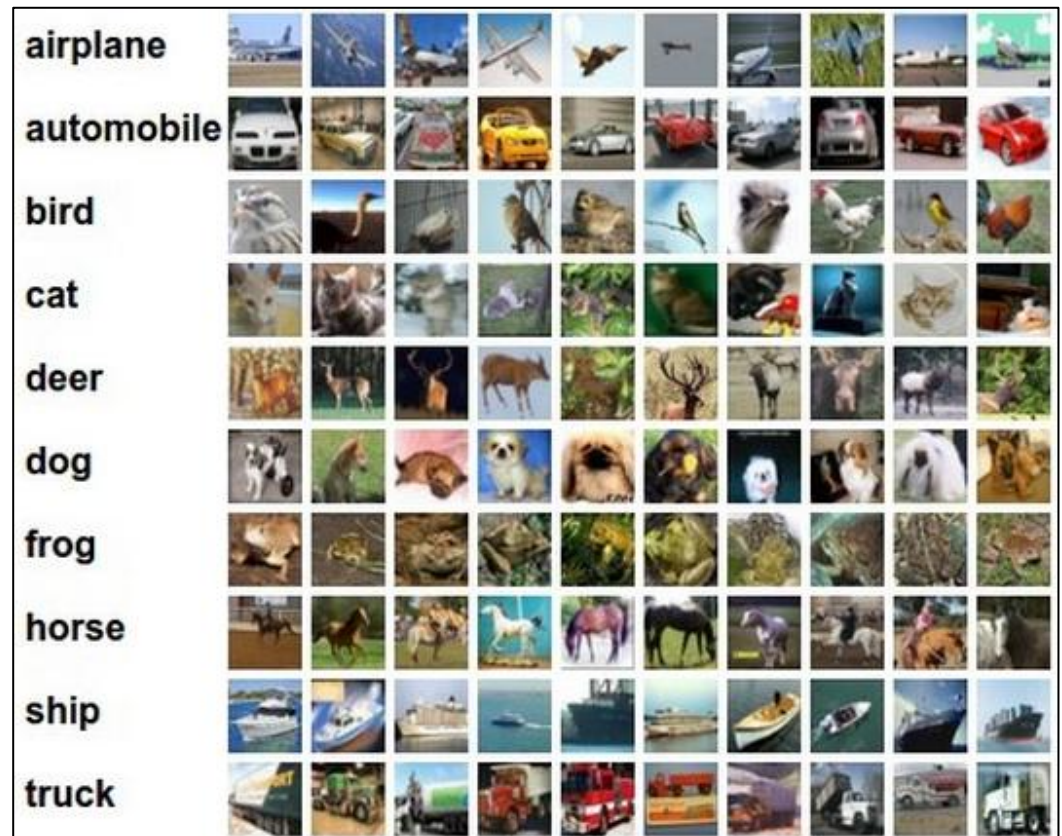 airplane
automobile
bird
cat
deer
dog
frog
horse
ship
truck